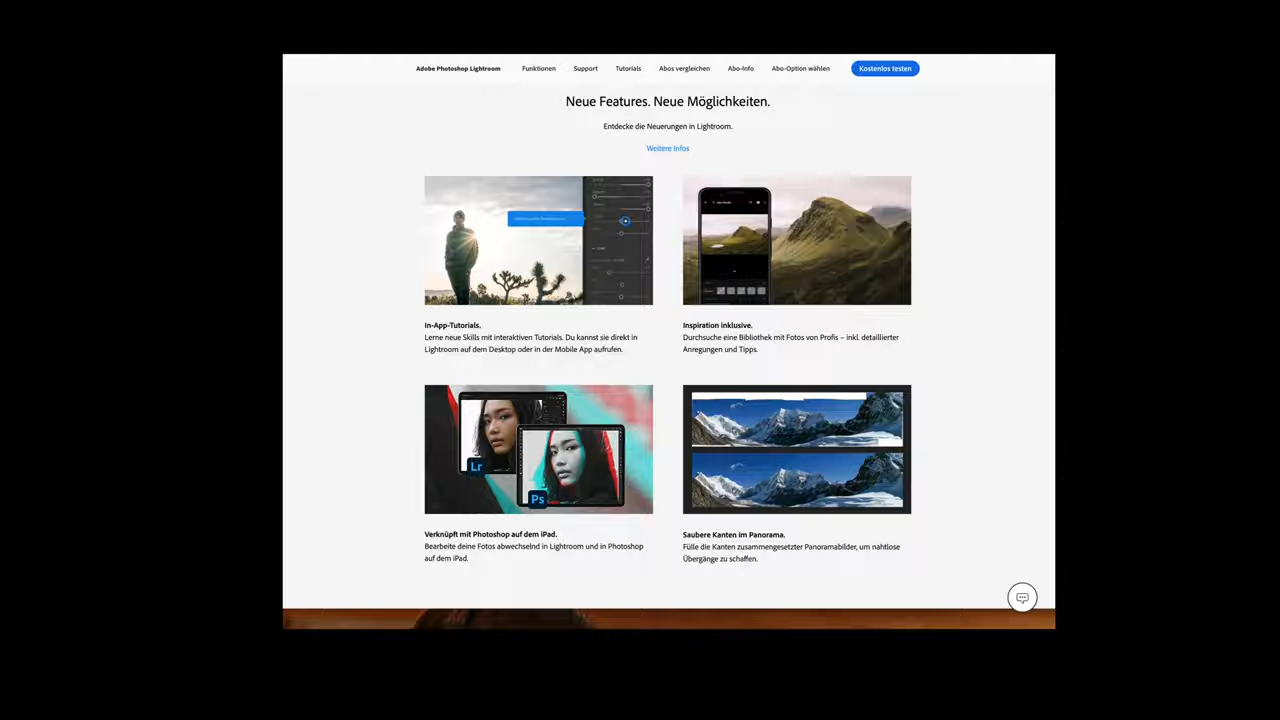 Adobe Photoshop Lightroom Funktionen Support Tutorials Abos vergleichen Abo-Info Abo-Option wählen Kostenlos testen
Neue Features. Neue Möglichkeiten.
Entdecke die Neuerungen in Lightroom.
Weitere Infos
In-App-Tutorials.
Lerne neue Skills mit interaktiven Tutorials. Du kannst sie direkt in
Lightroom auf dem Desktop oder in der Mobile App aufrufen.
Inspiration inklusive.
Durchsuche eine Bibliothek mit Fotos von Profis – inkl. detaillierter
Anregungen und Tipps.
Lr
Ps
Verknüpft mit Photoshop auf dem iPad.
Bearbeite deine Fotos abwechselnd in Lightroom und in Photoshop
auf dem iPad.
Saubere Kanten im Panorama.
Fülle die Kanten zusammengesetzter Panoramabilder, um nahtlose
Übergänge zu schaffen.